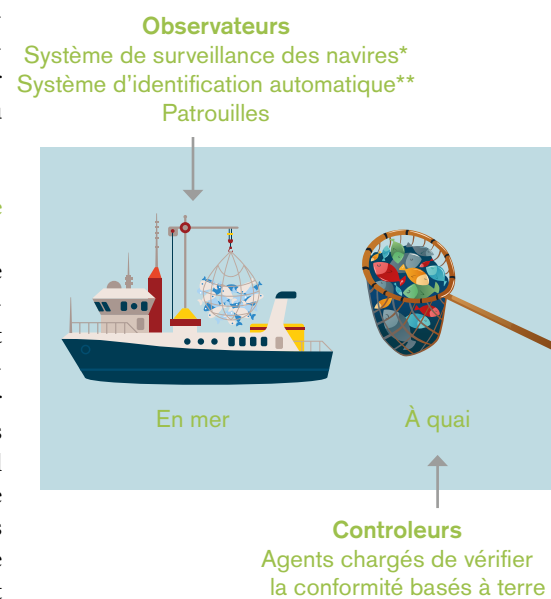 Observateurs
Système de surveillance des navires*
Système d'identification automatique**
Patrouilles
En mer
À quai
Controleurs
Agents chargés de vérifier
la conformité basés à terre